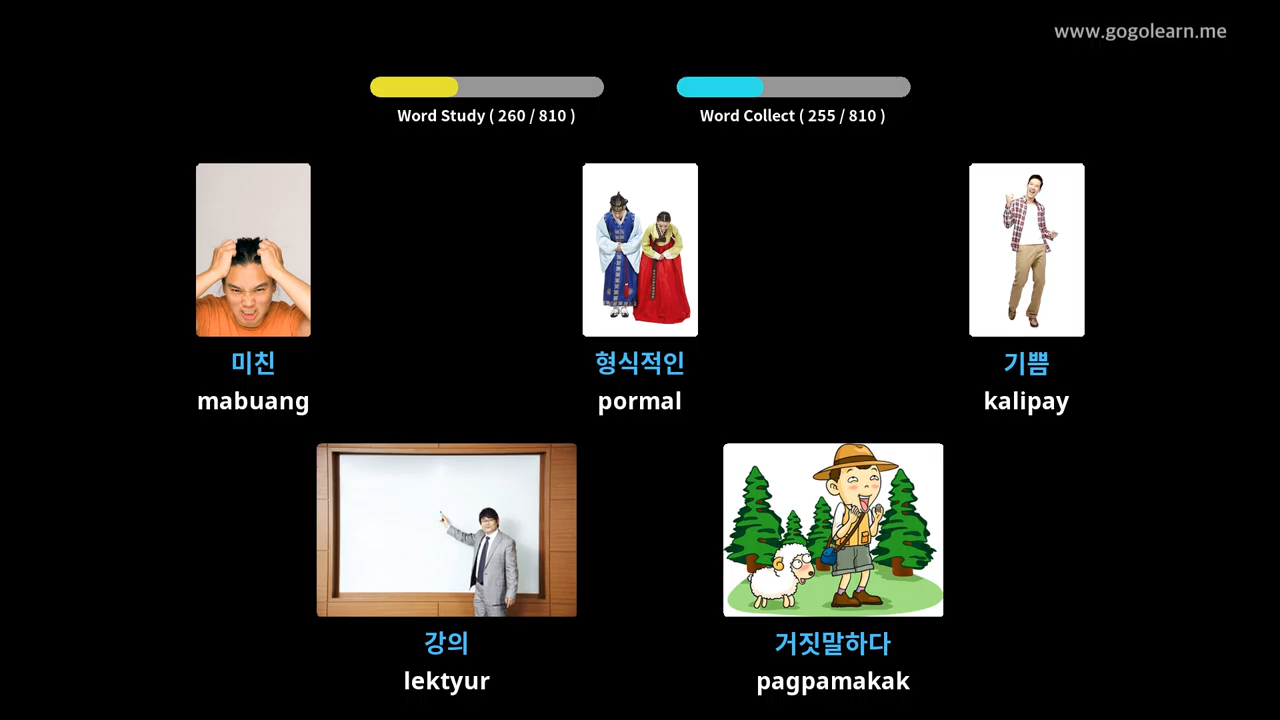 www.gogolearn.me
Word Study ( 260 / 810 )
Word Collect ( 255 / 810 )
미친
mabuang
형식적인
pormal
기쁨
kalipay
강의
lektyur
거짓말하다
pagpamakak